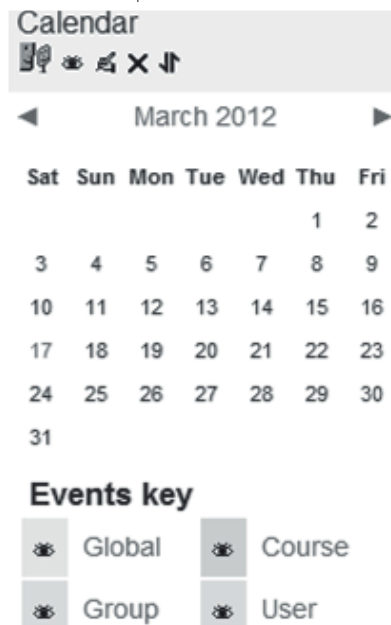 Calendar
March 2012
Sat Sun Mon Tue Wed Thu Fri
1 2
3 4 5 6 7 8 9
10 11 12 13 14 15 16
17 18 19 20 21 22 23
24 25 26 27 28 29 30
31
Events key
Global Course
Group User